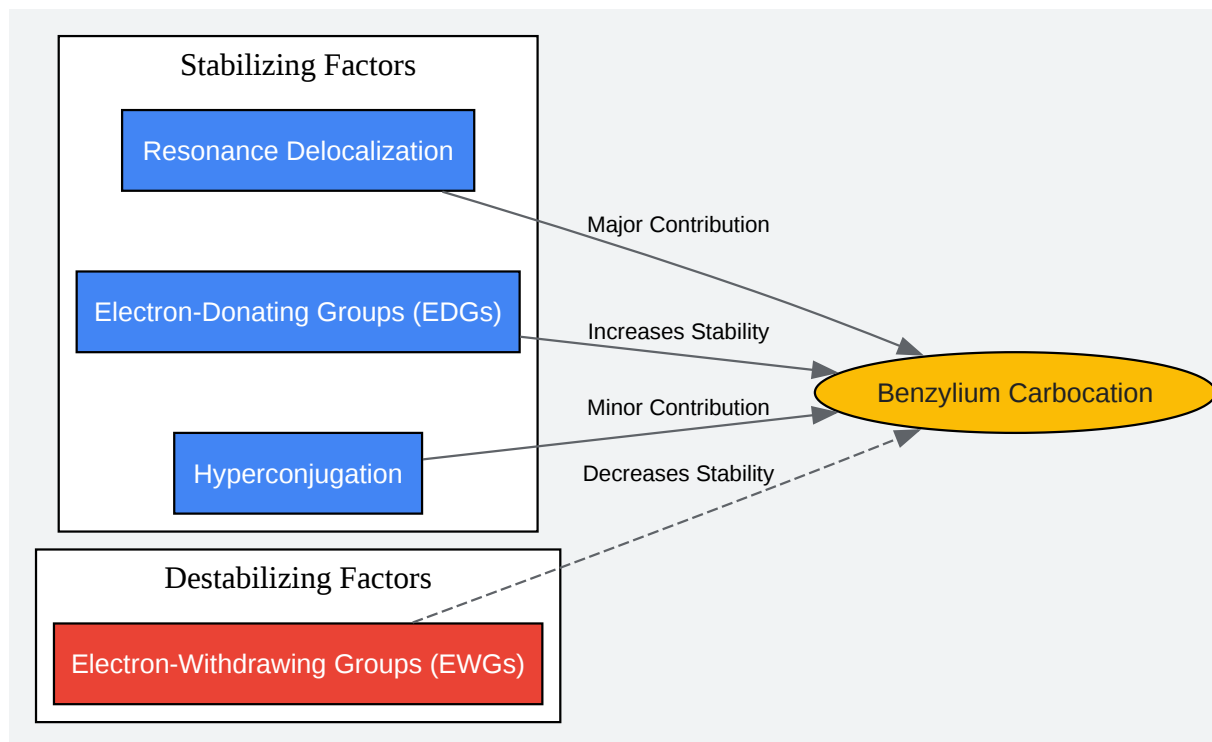 Stabilizing Factors
Resonance Delocalization
Major Contribution
Electron-Donating Groups (EDGs)
Increases Stability
Benzylium Carbocation
Minor Contribution
Hyperconjugation
Decreases Stability
Destabilizing Factors
Electron-Withdrawing Groups (EWGs)